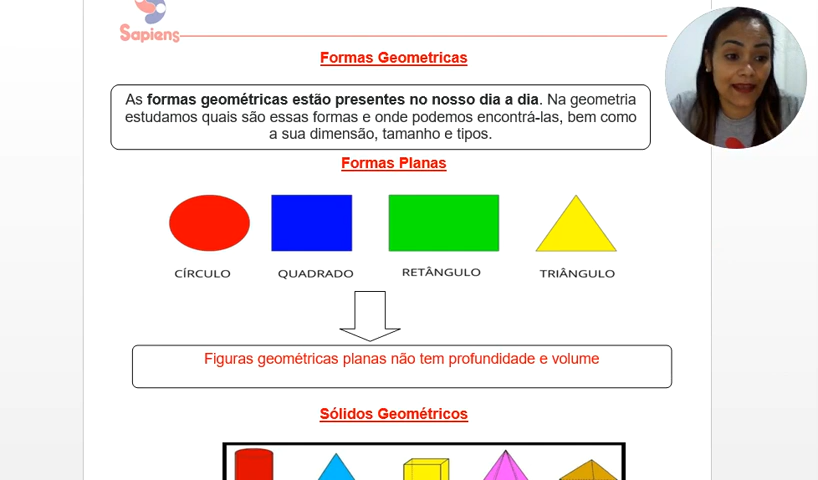 Sapiens
Formas Geometricas
As formas geométricas estão presentes no nosso dia a dia. Na geometria
estudamos quais são essas formas e onde podemos encontrá-las, bem como
a sua dimensão, tamanho e tipos.
Formas Planas
CÍRCULO QUADRADO RETÂNGULO TRIÂNGULO
Figuras geométricas planas não tem profundidade e volume
Sólidos Geométricos